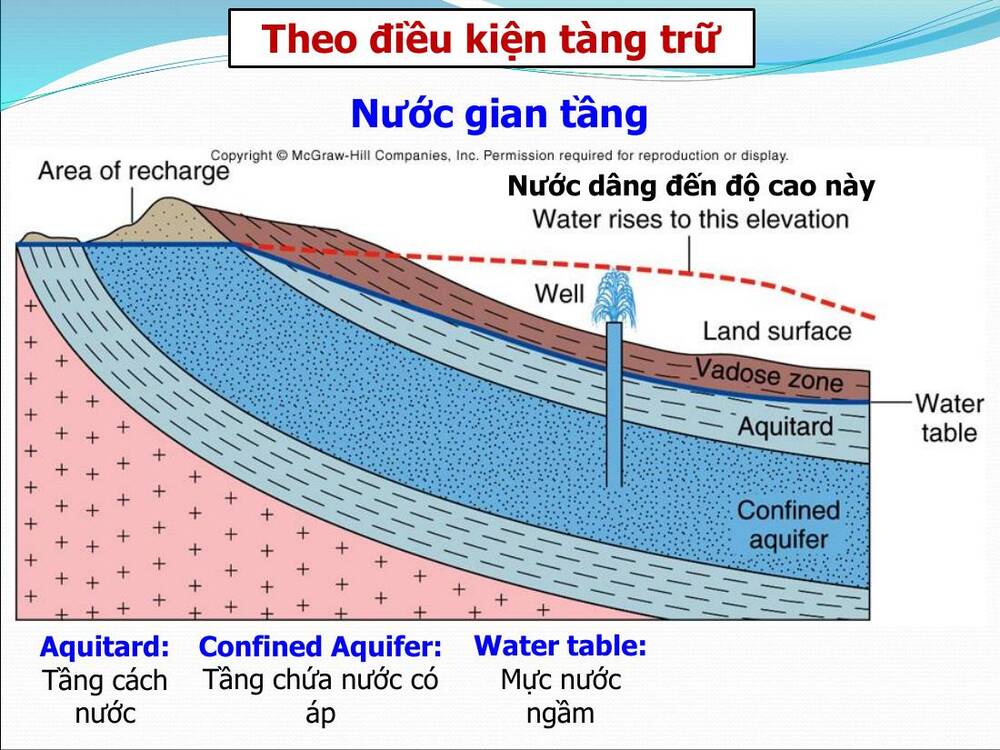 Theo điều kiện tàng trữ
Nước gian tầng
Copyright © McGraw-Hill Companies, Inc. Permission required for reproduction or display.
Area of recharge
Nước dâng đến độ cao này
Water rises to this elevation
Well
Land surface
Vadose zone
Water
table
Aquitard
Confined
aquifer
Aquitard:
Tầng cách
nước
Confined Aquifer:
Tầng chứa nước có
áp
Water table:
Mực nước
ngầm